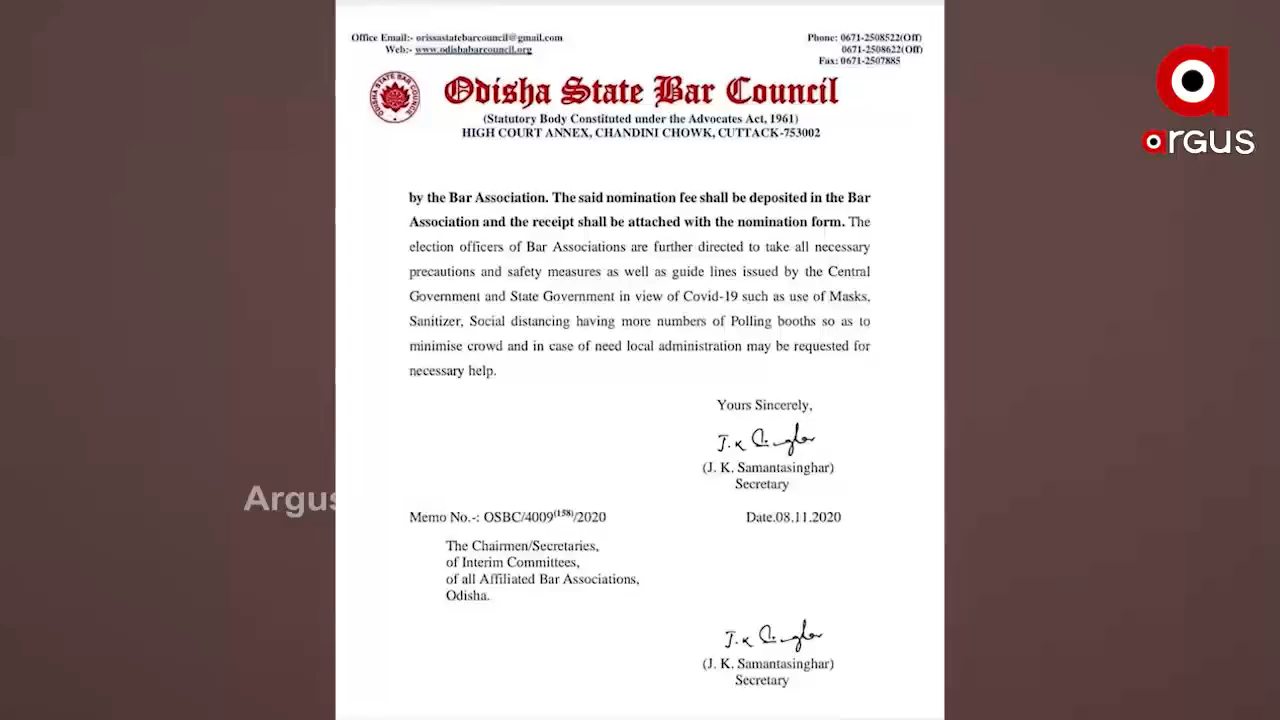 Office Email:- orissastatebarcouncil@gmail.com
Web:- www.odishabarcouncil.org
Phone: 0671-2508522(Off)
0671-2508622(Off)
Fax: 0671-2507885
ODISHA STATE BAR COUNCIL
Odisha State Bar Council
(Statutory Body Constituted under the Advocates Act, 1961)
HIGH COURT ANNEX, CHANDINI CHOWK, CUTTACK-753002
argus
by the Bar Association. The said nomination fee shall be deposited in the Bar
Association and the receipt shall be attached with the nomination form. The
election officers of Bar Associations are further directed to take all necessary
precautions and safety measures as well as guide lines issued by the Central
Government and State Government in view of Covid-19 such as use of Masks,
Sanitizer, Social distancing having more numbers of Polling booths so as to
minimise crowd and in case of need local administration may be requested for
necessary help.
Yours Sincerely,
(J. K. Samantasinghar)
Secretary
Argus
Memo No.-: OSBC/4009(158)/2020
Date.08.11.2020
The Chairmen/Secretaries,
of Interim Committees,
of all Affiliated Bar Associations,
Odisha.
(J. K. Samantasinghar)
Secretary